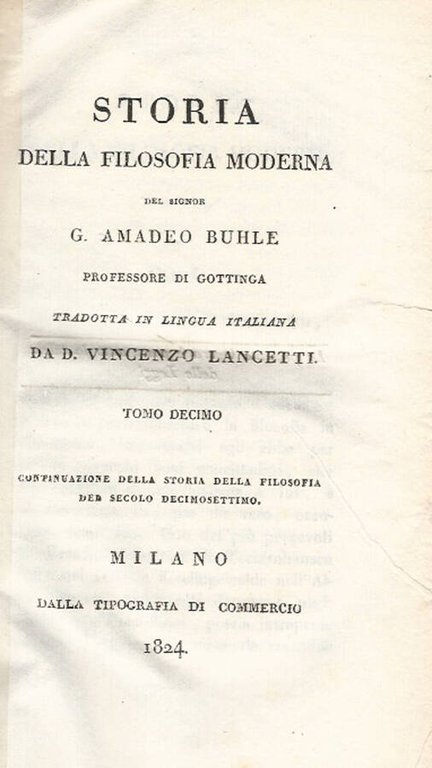 STORIA
DELLA FILOSOFIA MODERNA
DEL SIGNOR
G. AMADEO BUHLE
PROFESSORE DI GOTTINGA
TRADOTTA IN LINGUA ITALIANA
DA D. VINCENZO LANCETTI.
TOMO DECIMO
CONTINUAZIONE DELLA STORIA DELLA FILOSOFIA
DEL SECOLO DECIMOSETTIMO.
MILANO
DALLA TIPOGRAFIA DI COMMERCIO
1824.